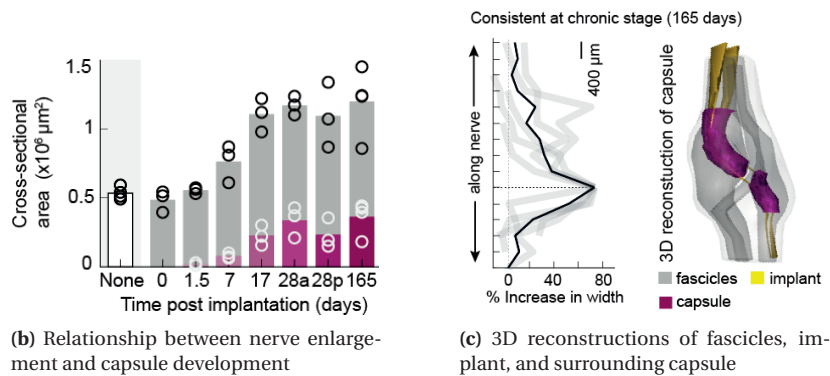 Consistent at chronic stage (165 days)
1.5
1
0.5
0
Cross-sectional
area (x10⁶ µm²)
None 0 1.5 7 17 28a 28p 165
Time post implantation (days)
along nerve
400 µm
0 40 80
% Increase in width
3D reconstruction of capsule
fascicles implant
capsule
(b) Relationship between nerve enlarge-
ment and capsule development
(c) 3D reconstructions of fascicles, im-
plant, and surrounding capsule